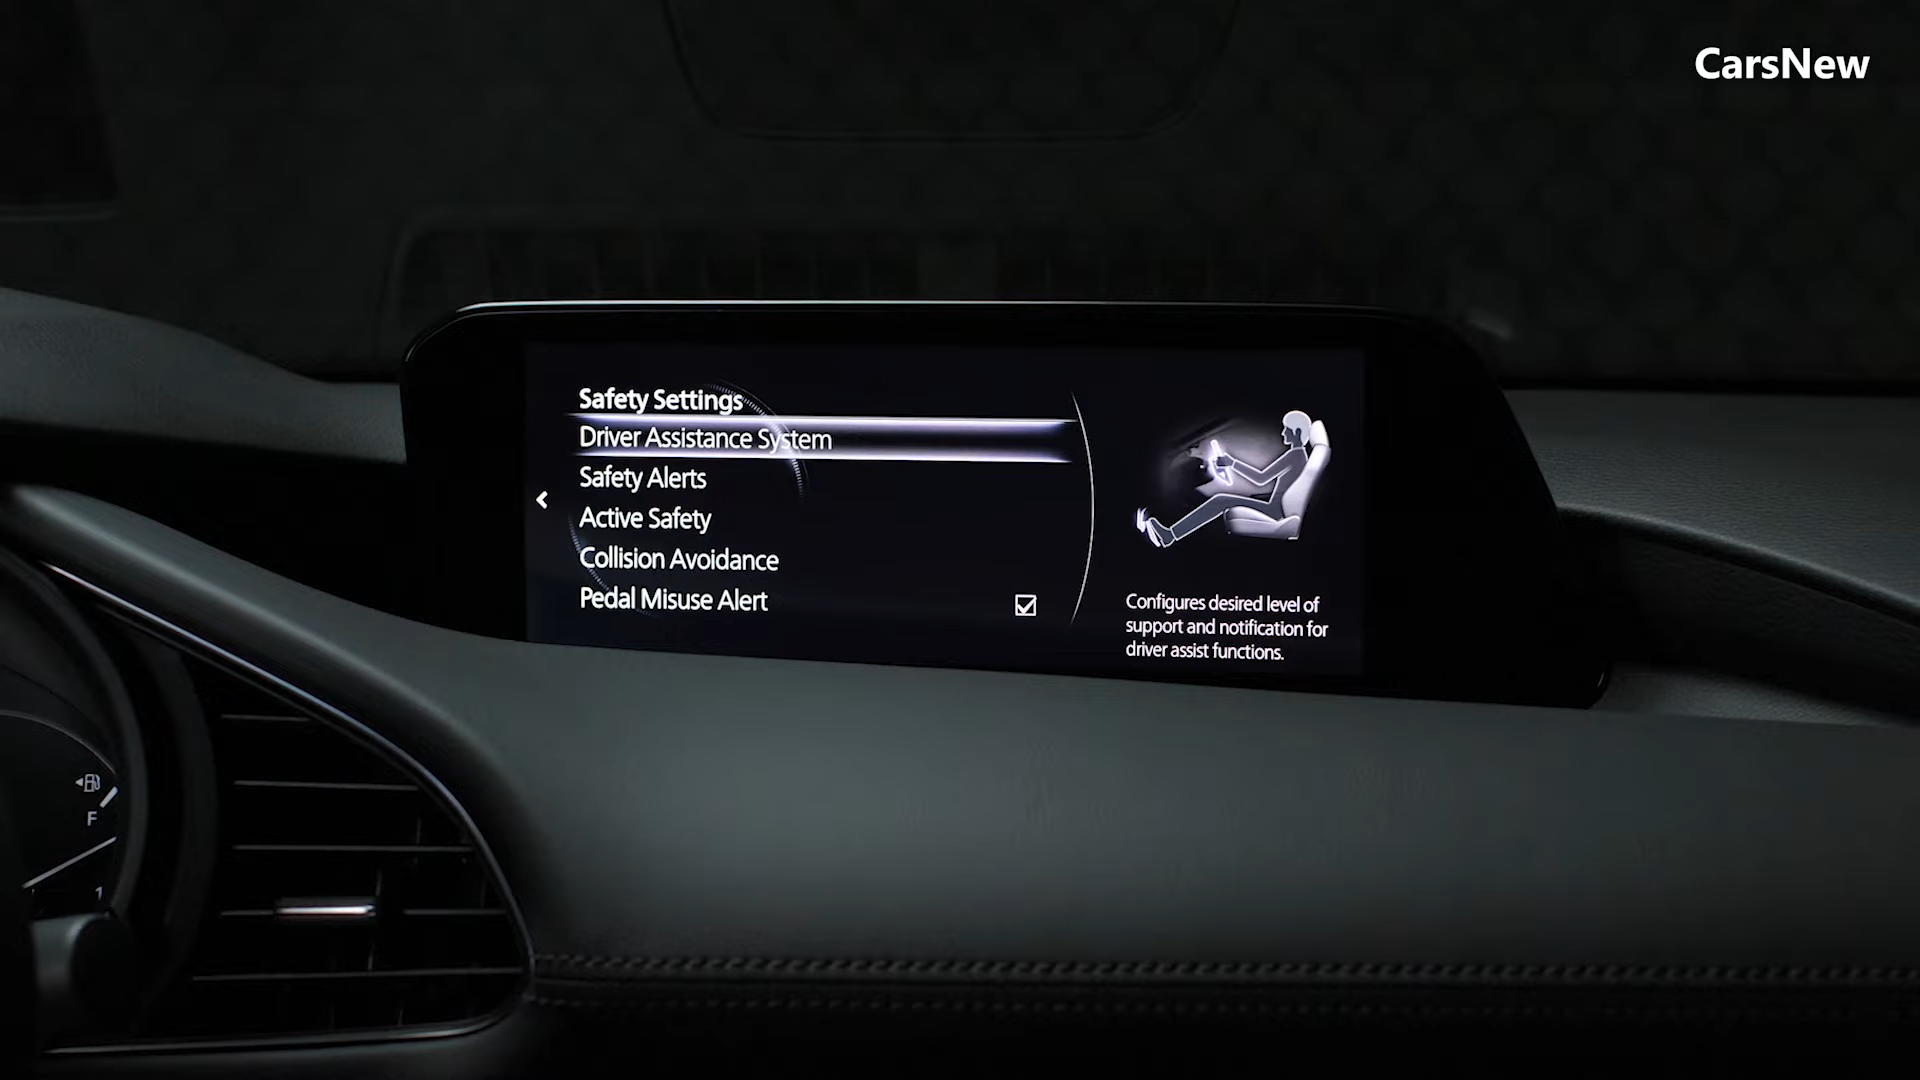 CarsNew
Safety Settings
Driver Assistance System
Safety Alerts
Active Safety
Collision Avoidance
Pedal Misuse Alert
Configures desired level of
support and notification for
driver assist functions.
F
1